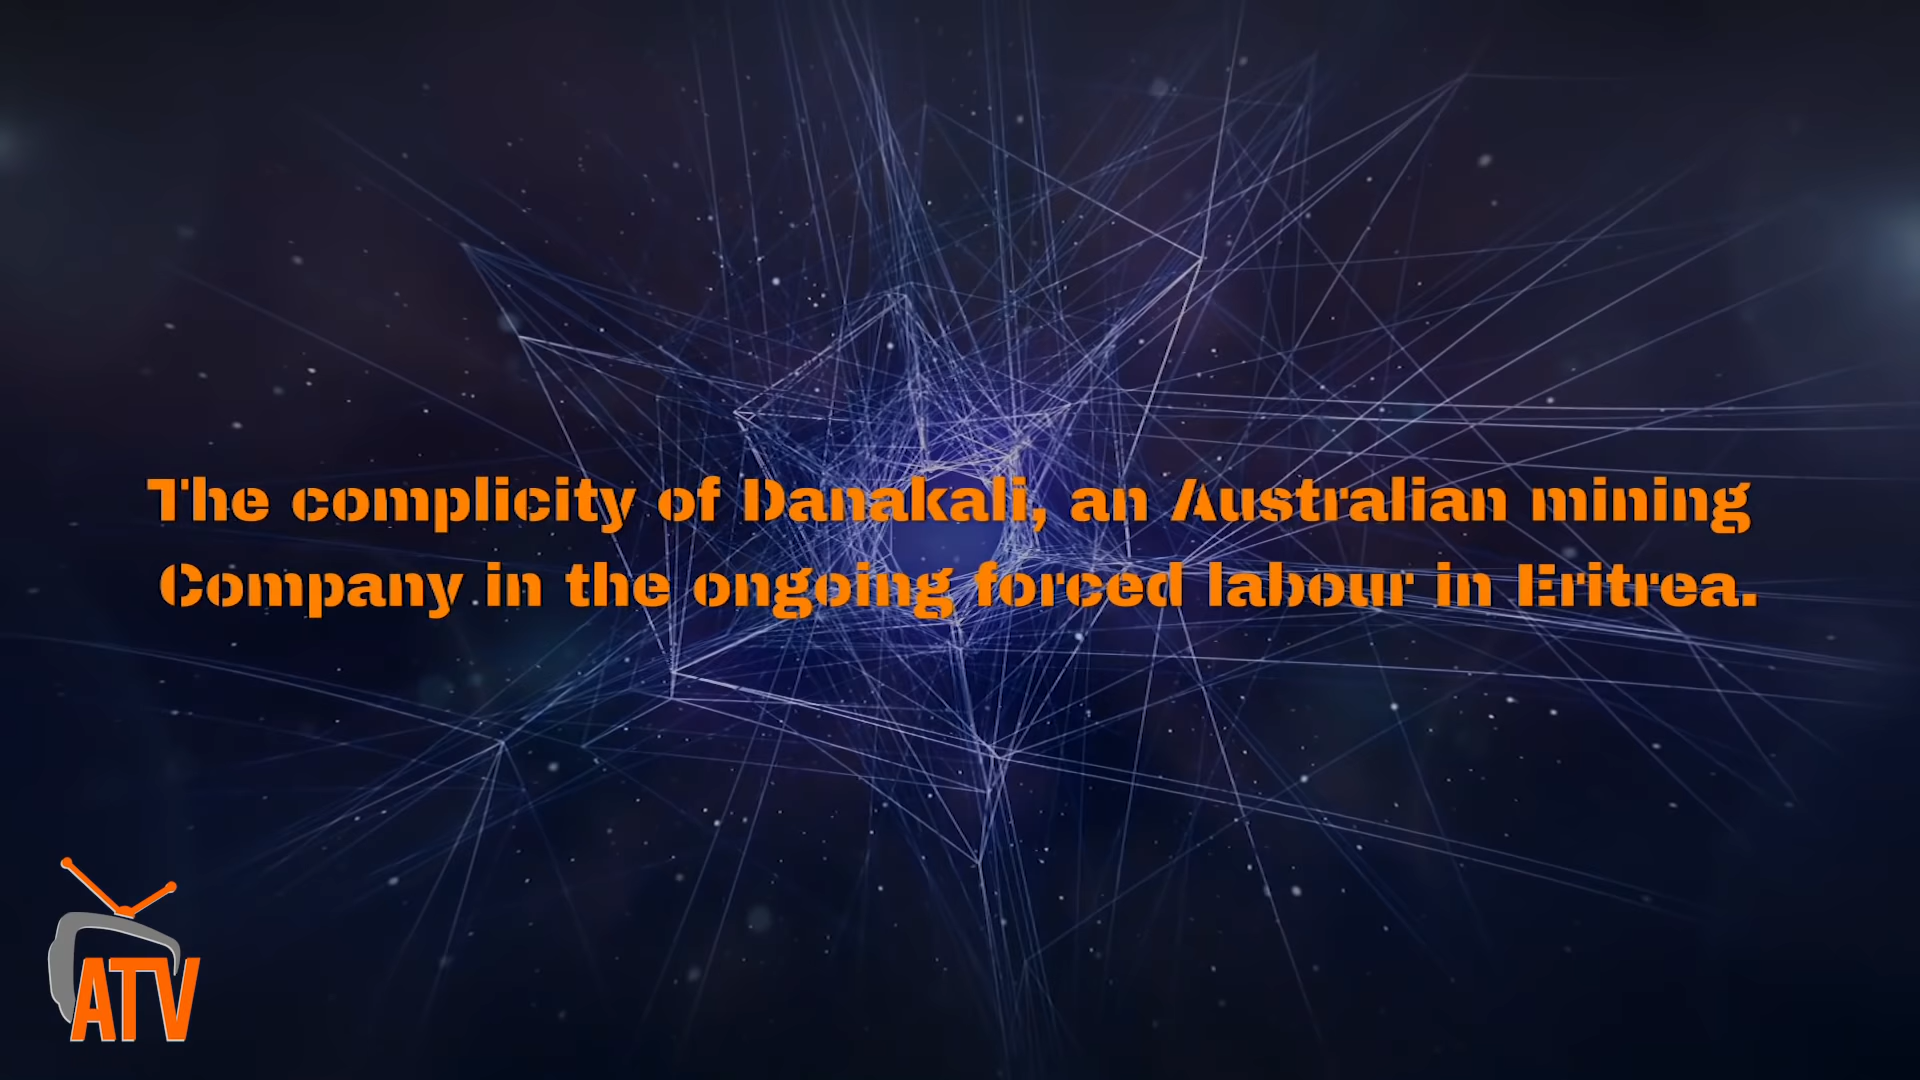 The complicity of Danakali, an Australian mining
Company in the ongoing forced labour in Eritrea.
ATV